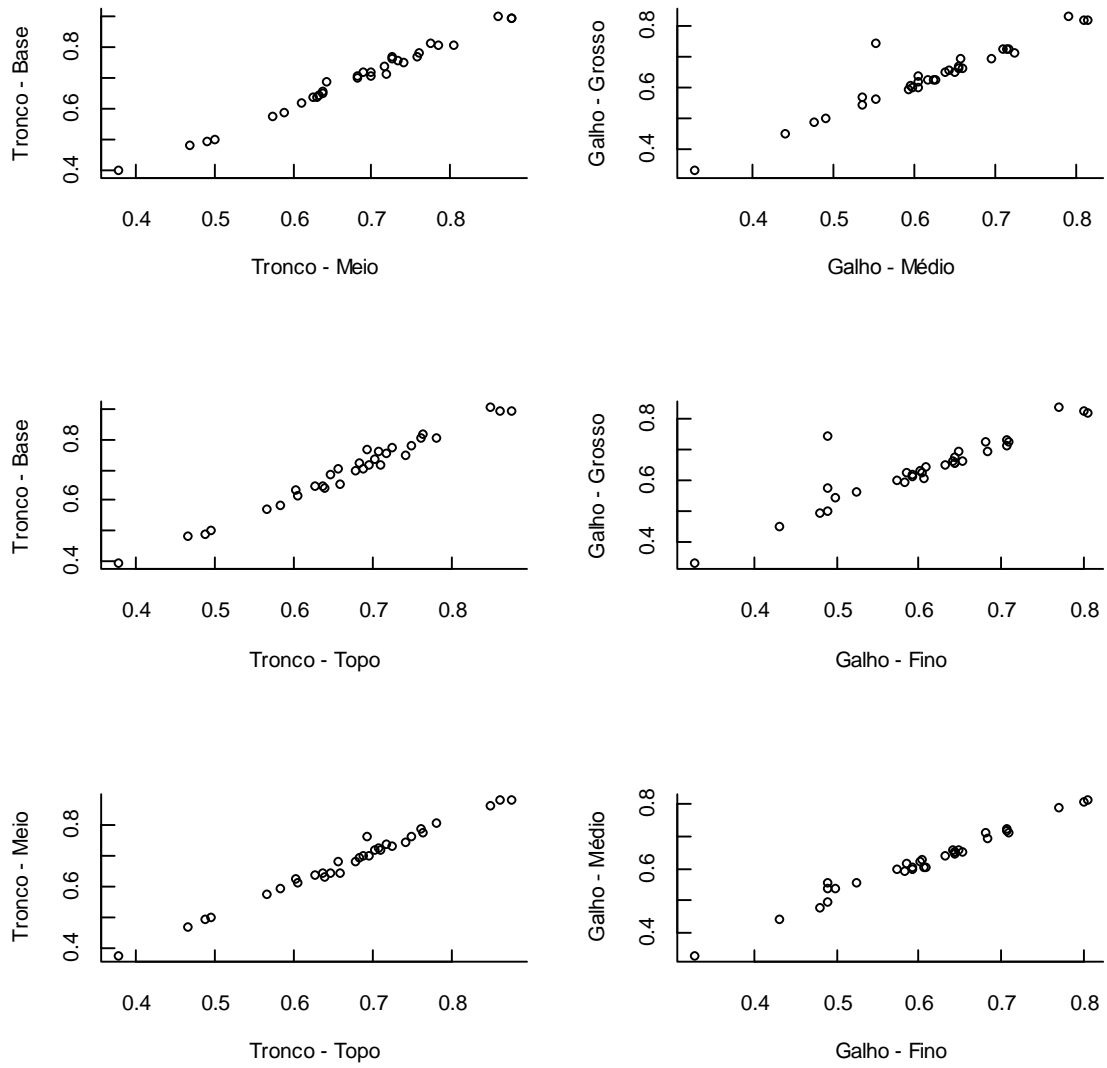 Tronco - Base
0.4 0.6 0.8
0.4 0.5 0.6 0.7 0.8
Tronco - Meio
Galho - Grosso
0.4 0.6 0.8
0.4 0.5 0.6 0.7 0.8
Galho - Médio
Tronco - Base
0.4 0.6 0.8
0.4 0.5 0.6 0.7 0.8
Tronco - Topo
Galho - Grosso
0.4 0.6 0.8
0.4 0.5 0.6 0.7 0.8
Galho - Fino
Tronco - Meio
0.4 0.6 0.8
0.4 0.5 0.6 0.7 0.8
Tronco - Topo
Galho - Médio
0.4 0.6 0.8
0.4 0.5 0.6 0.7 0.8
Galho - Fino